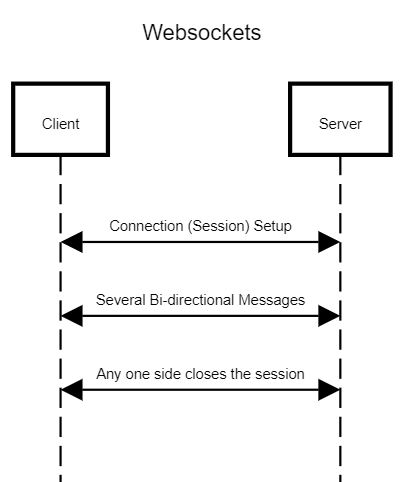 Websockets
Client
Server
Connection (Session) Setup
Several Bi-directional Messages
Any one side closes the session